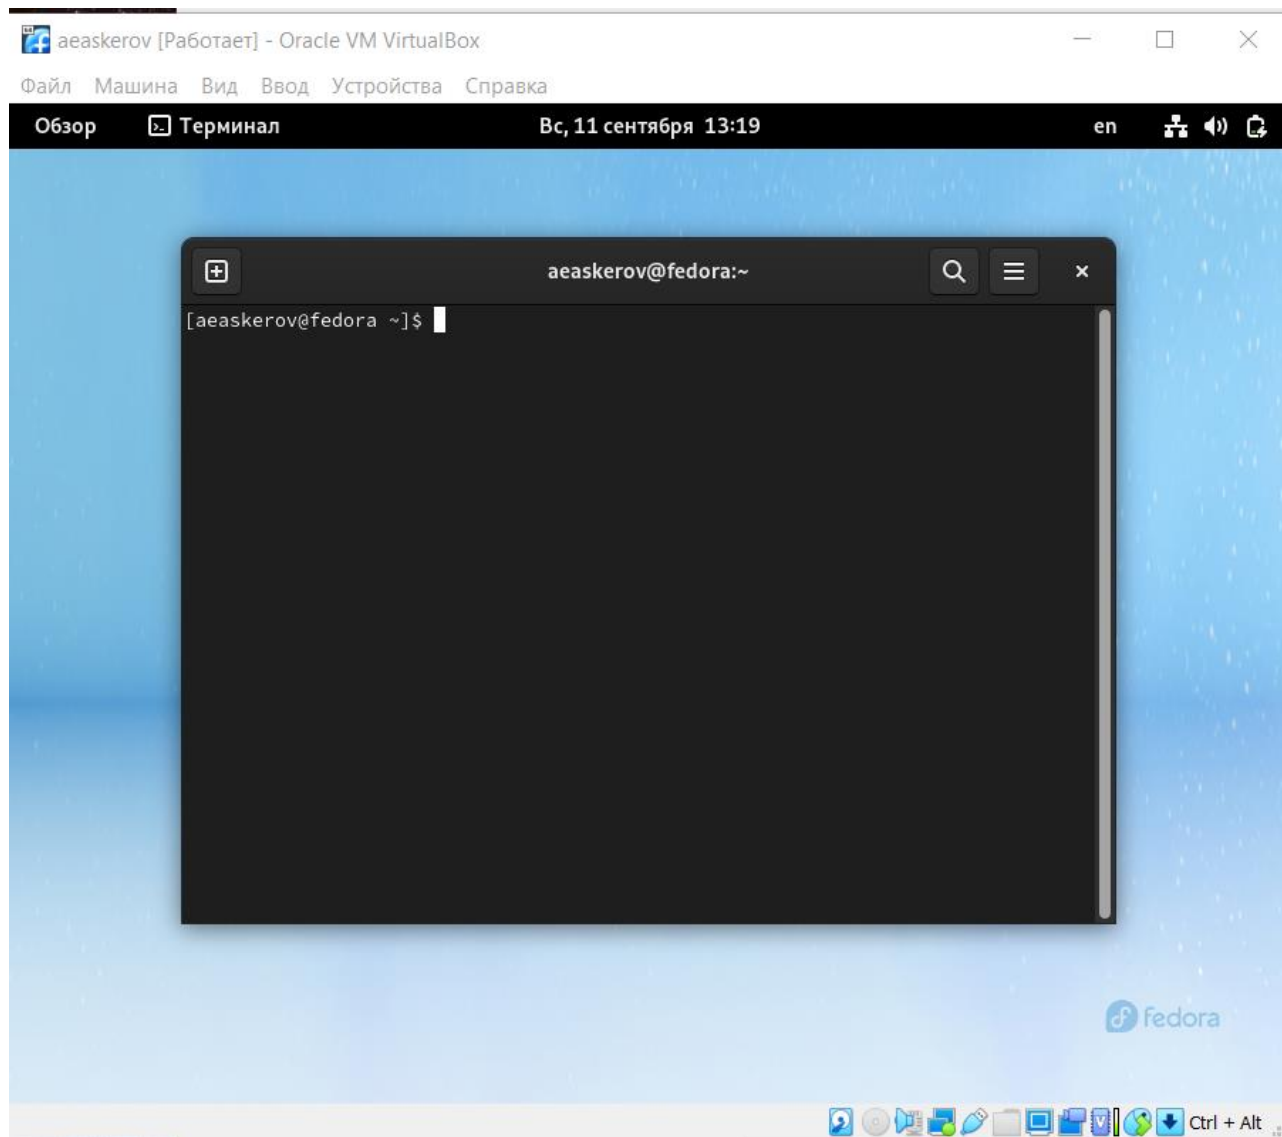 aeaskerov [Работает] - Oracle VM VirtualBox
Файл Машина Вид Ввод Устройства Справка
Обзор Терминал Вс, 11 сентября 13:19 en
aeaskerov@fedora:~
[aeaskerov@fedora ~]$
fedora
Ctrl + Alt